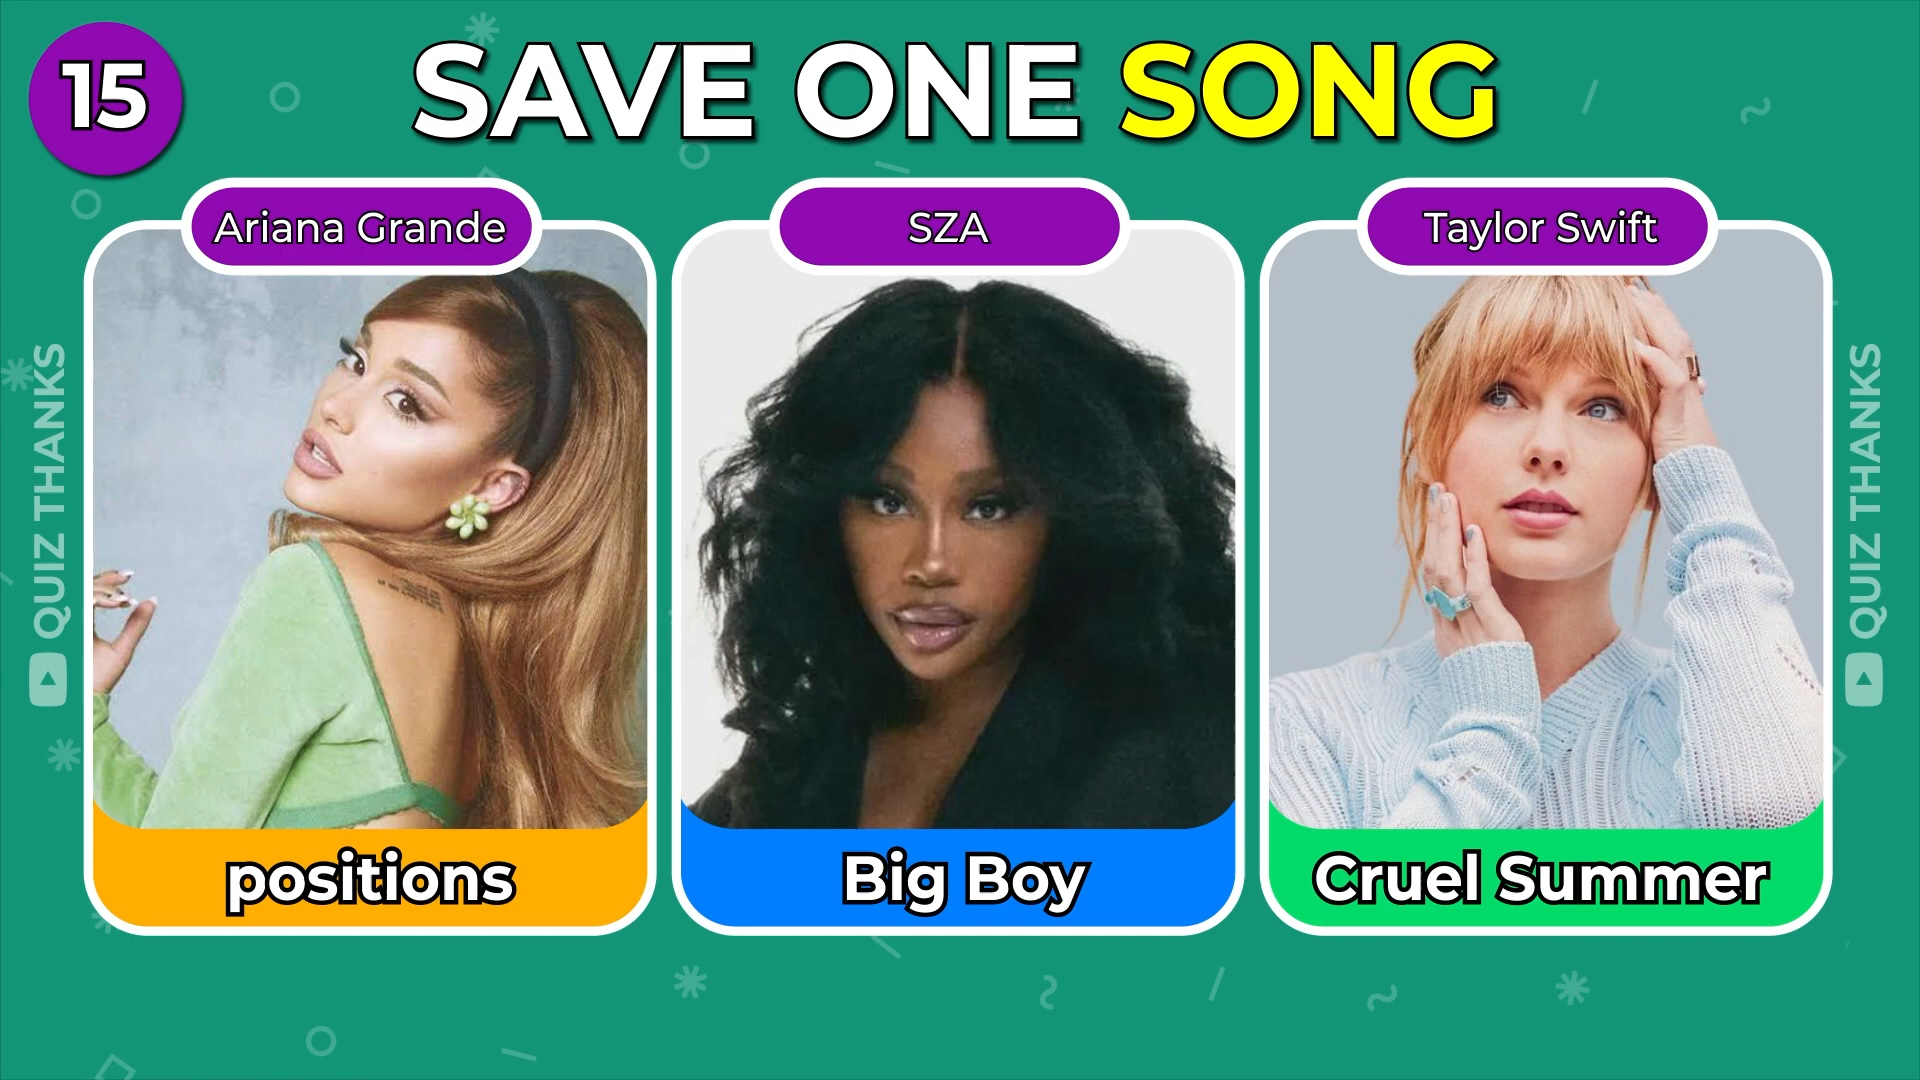 15
SAVE ONE SONG
Ariana Grande
SZA
Taylor Swift
QUIZ THANKS
QUIZ THANKS
positions
Big Boy
Cruel Summer